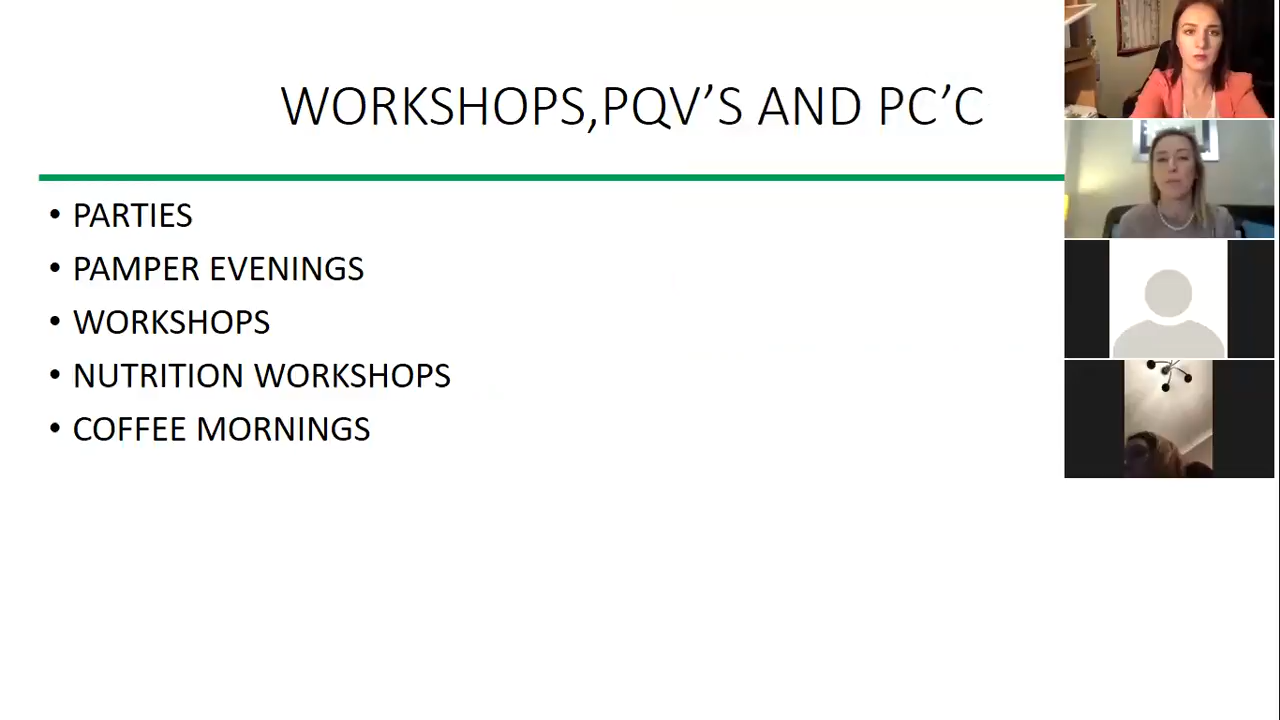 WORKSHOPS,PQV’S AND PC’C
• PARTIES
• PAMPER EVENINGS
• WORKSHOPS
• NUTRITION WORKSHOPS
• COFFEE MORNINGS